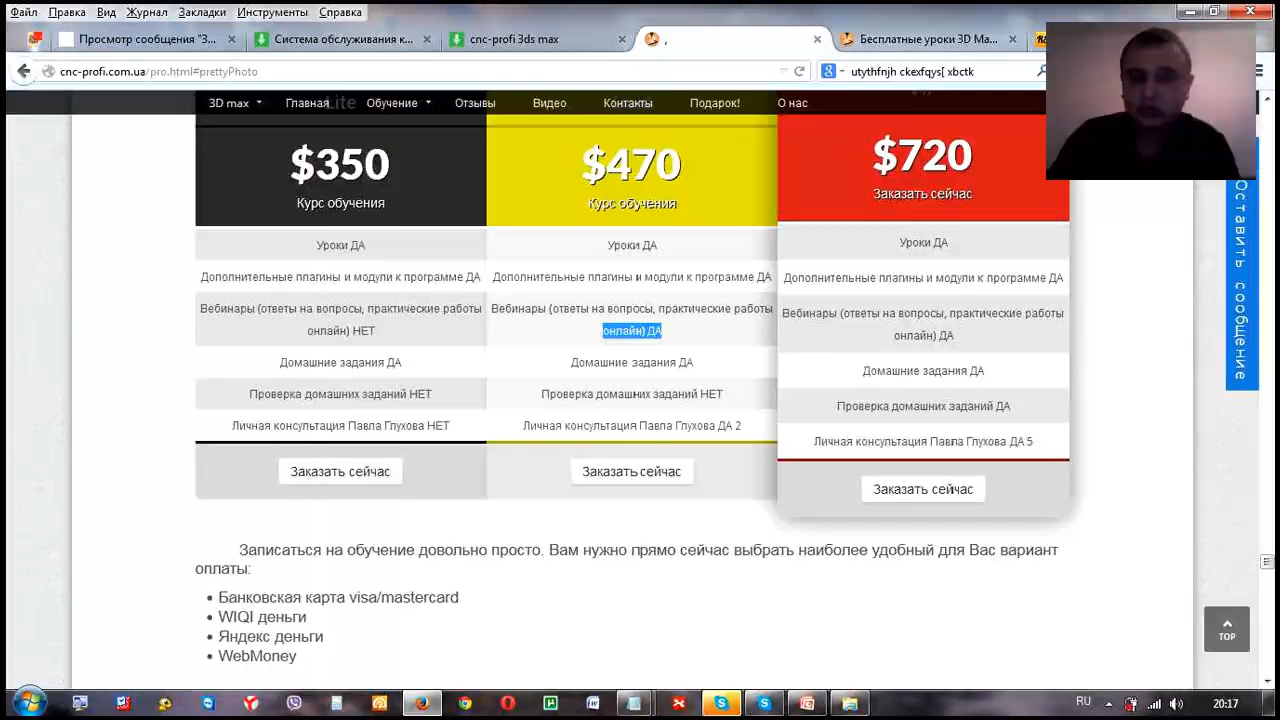 Файл Правка Вид Журнал Закладки Инструменты Справка
Просмотр сообщения "З...
Система обслуживания к...
cnc-profi 3ds max
,
Бесплатные уроки 3D Ma...
cnc-profi.com.ua/pro.html#prettyPhoto
utythfnjh ckexfqys[ xbctk
3D max Главная Обучение Отзывы Видео Контакты Подарок! О нас
Lite
$350 $470 $720
Курс обучения Курс обучения Заказать сейчас
Уроки ДА
Дополнительные плагины и модули к программе ДА
Вебинары (ответы на вопросы, практические работы
онлайн) НЕТ
Домашние задания ДА
Проверка домашних заданий НЕТ
Личная консультация Павла Глухова НЕТ
Заказать сейчас
Уроки ДА
Дополнительные плагины и модули к программе ДА
Вебинары (ответы на вопросы, практические работы
онлайн) ДА
Домашние задания ДА
Проверка домашних заданий НЕТ
Личная консультация Павла Глухова ДА 2
Заказать сейчас
Уроки ДА
Дополнительные плагины и модули к программе ДА
Вебинары (ответы на вопросы, практические работы
онлайн) ДА
Домашние задания ДА
Проверка домашних заданий ДА
Личная консультация Павла Глухова ДА 5
Заказать сейчас
Оставить сообщение
Записаться на обучение довольно просто. Вам нужно прямо сейчас выбрать наиболее удобный для Вас вариант
оплаты:
Банковская карта visa/mastercard
WIQI деньги
Яндекс деньги
WebMoney
TOP
RU
20:17